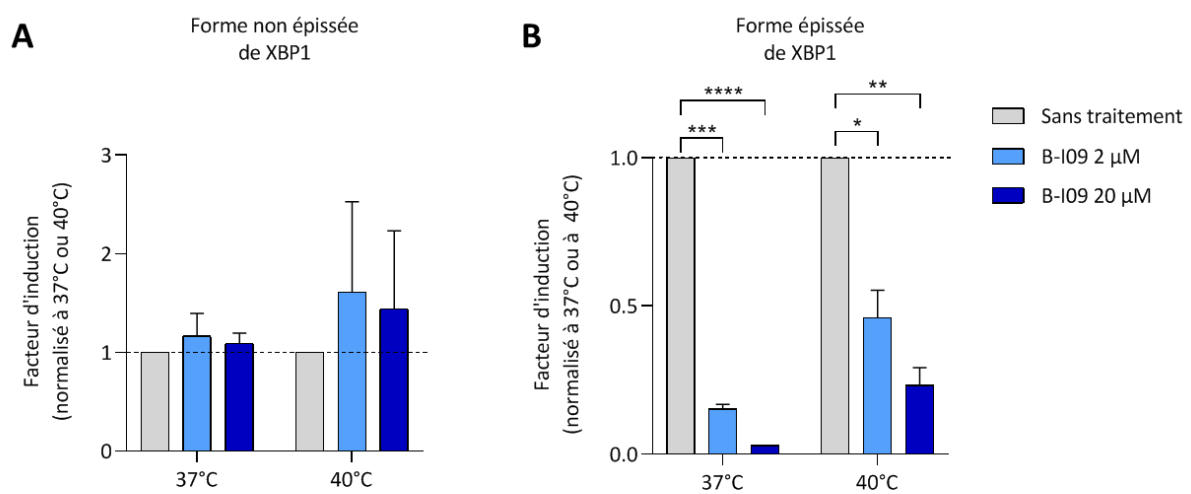 A
Forme non épissée
de XBP1
Facteur d'induction
(normalisé à 37°C ou 40°C)
3
2
1
0
37°C
40°C
B
Forme épissée
de XBP1
Facteur d'induction
(normalisé à 37°C ou à 40°C)
****
***
**
*
1.0
0.5
0.0
37°C
40°C
Sans traitement
B-I09 2 µM
B-I09 20 µM